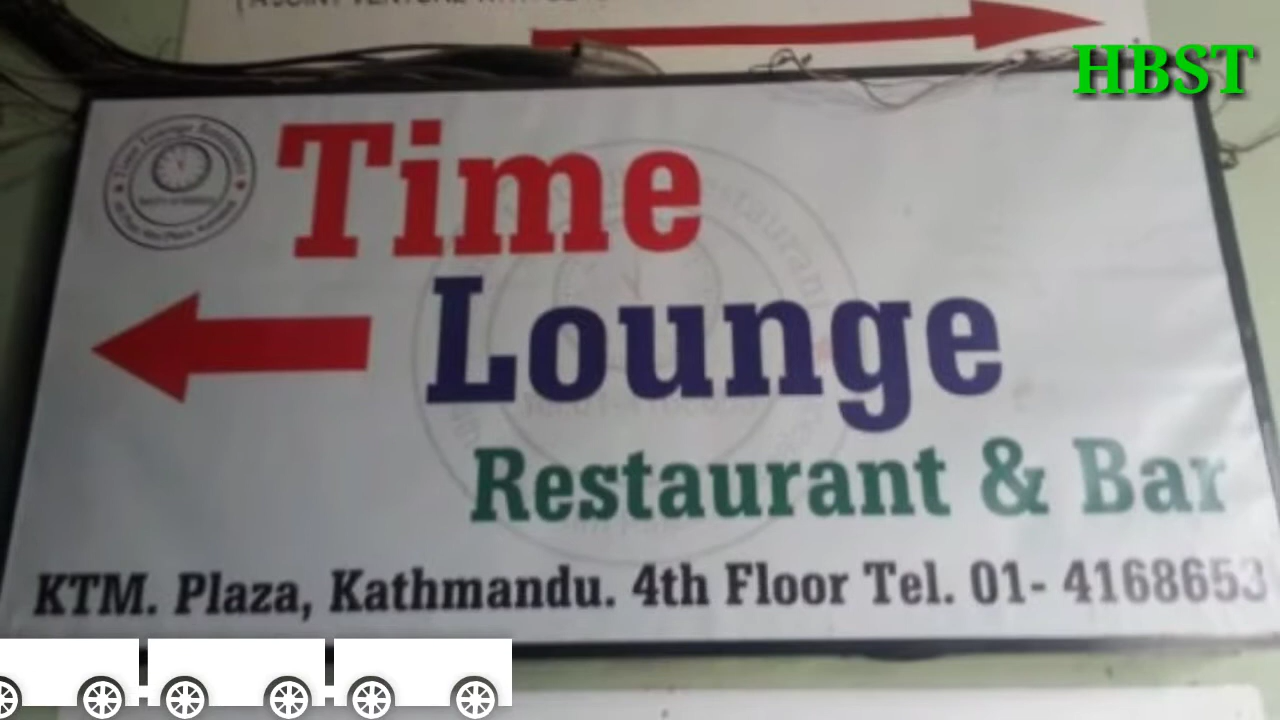 HBST
Time
Lounge
Restaurant & Bar
KTM. Plaza, Kathmandu. 4th Floor Tel. 01- 4168653